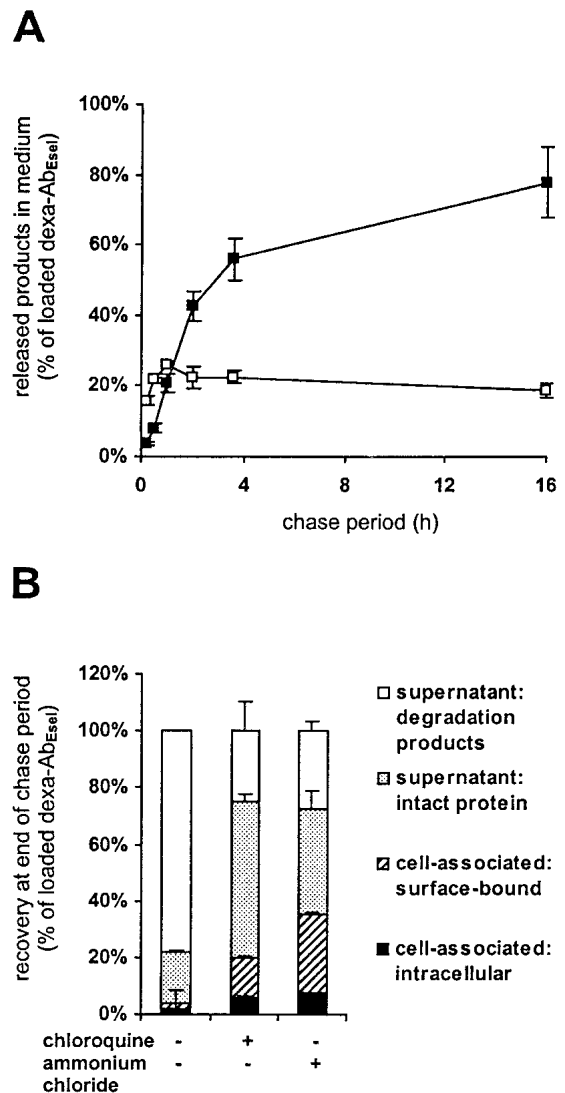 A
100%
80%
60%
40%
20%
0%
released products in medium
(% of loaded dexa-AbEsel)
0 4 8 12 16
chase period (h)
B
120%
100%
80%
60%
40%
20%
0%
recovery at end of chase period
(% of loaded dexa-AbEsel)
supernatant:
degradation
products
supernatant:
intact protein
cell-associated:
surface-bound
cell-associated:
intracellular
chloroquine - + -
ammonium - - +
chloride